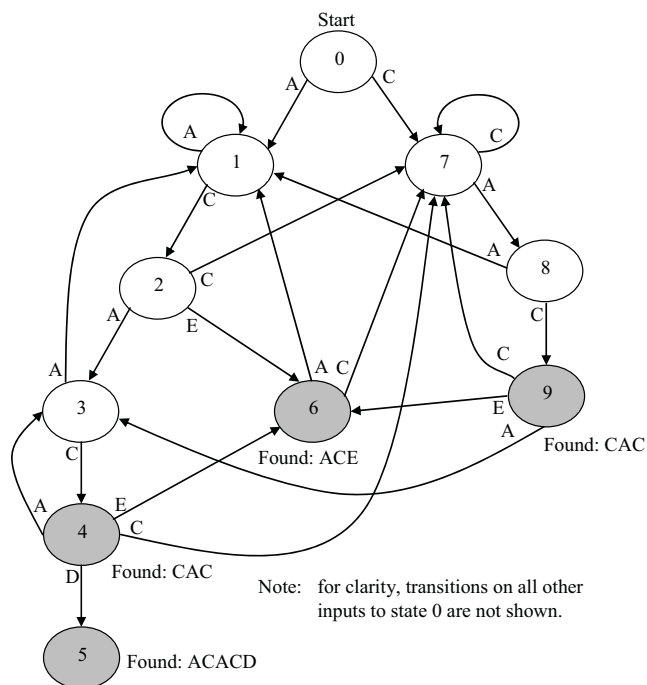 Start
0
A C
A 1 7 C
C A
2 C A 8
A E C
A A C C
3 6 E 9
C Found: ACE A Found: CAC
A 4 E
C
D Found: CAC
Note: for clarity, transitions on all other
inputs to state 0 are not shown.
5 Found: ACACD